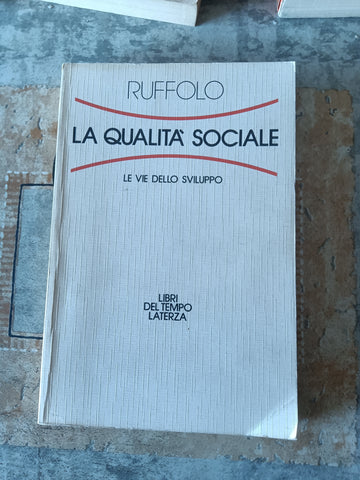 RUFFOLO
LA QUALITÀ SOCIALE
LE VIE DELLO SVILUPPO
LIBRI
DEL TEMPO
LATERZA